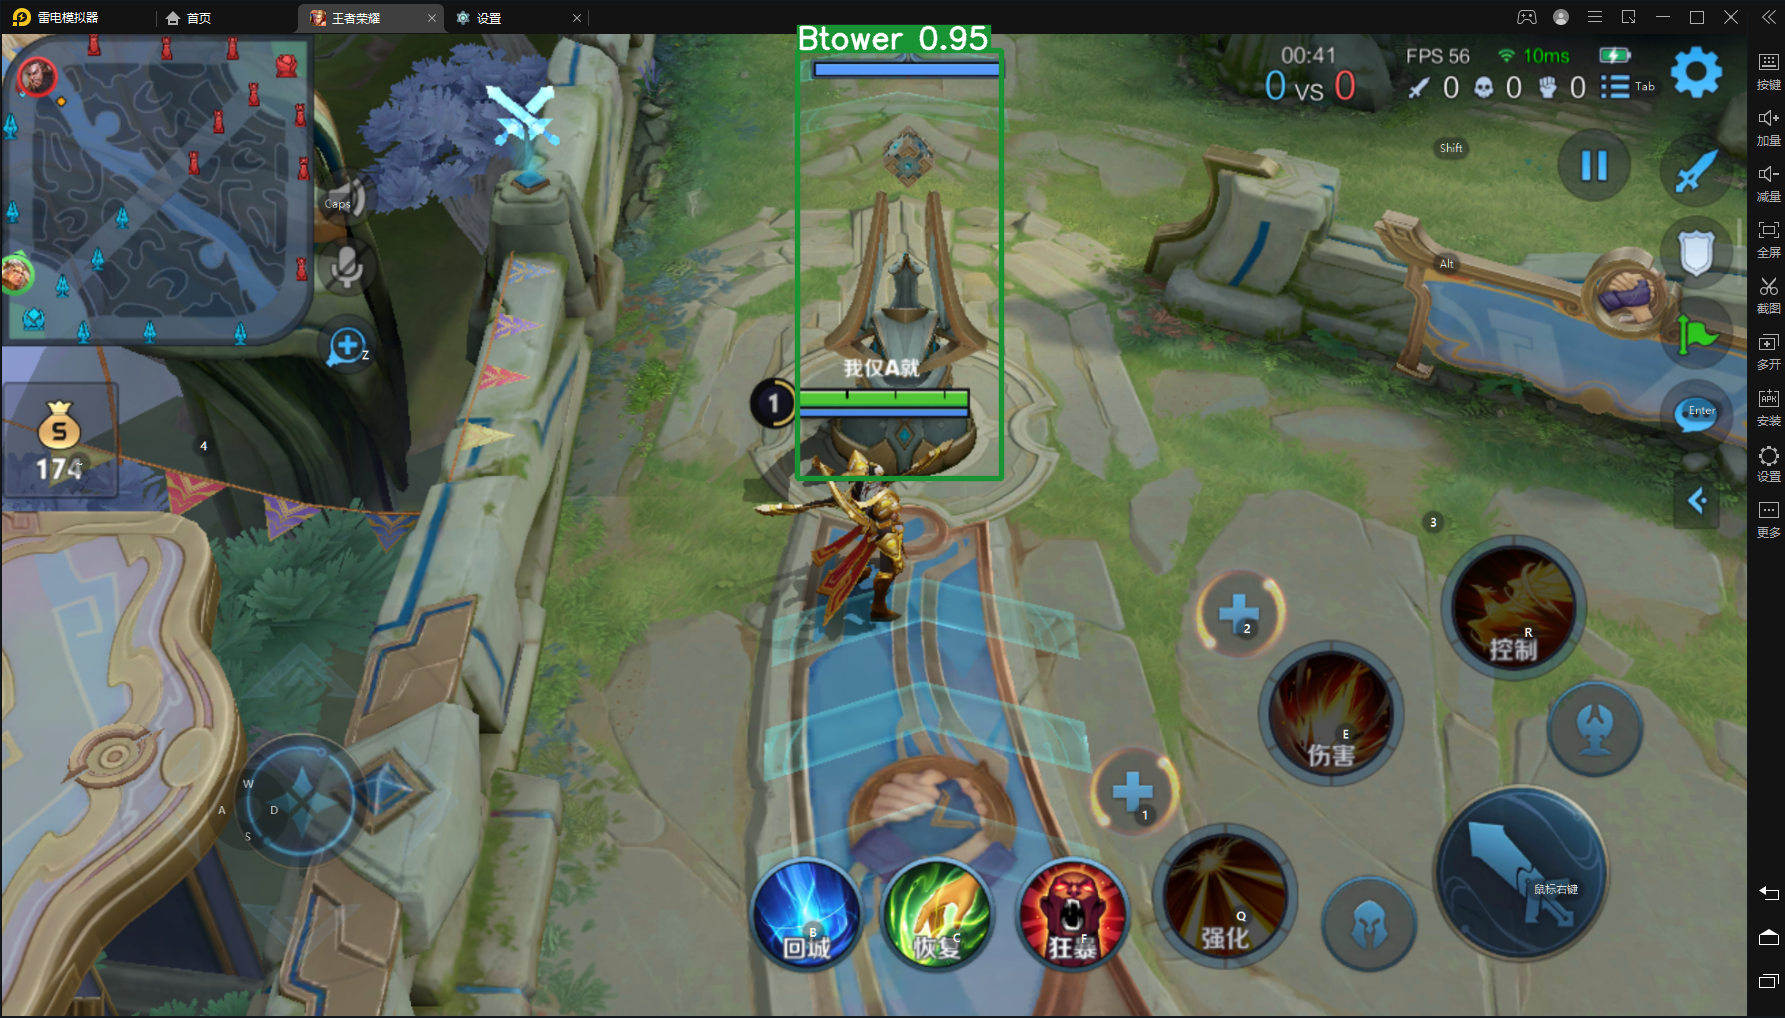 雷电模拟器
首页
王者荣耀
设置
Btower 0.95
00:41
FPS 56
10ms
0 VS 0
0
0
0
Tab
按键
加量
减量
全屏
截图
多开
安装
设置
更多
APK
Shift
Caps
Alt
Z
Enter
我仅A就
1
S
174
4
3
2
R
控制
E
伤害
W
A
D
S
1
B
回城
C
恢复
F
狂暴
Q
强化
鼠标右键